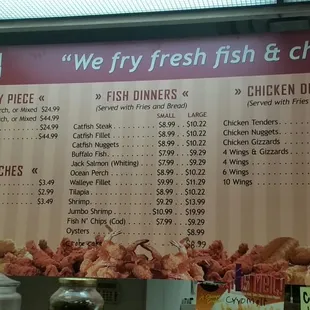 "We fry fresh fish & ch
Y PIECE «
rch, or Mixed $24.99
$44.99
$24.99
$44.99
CHES «
$3.49
$2.99
$3.49
» FISH DINNERS «
(Served with Fries and Bread)
SMALL LARGE
Catfish Steak $8.99 $10.22
Catfish Fillet $8.99 $10.22
Catfish Nuggets $8.99 $10.22
Buffalo Fish $7.99 $9.29
Jack Salmon (Whiting) $7.99 $9.29
Ocean Perch $8.99 $10.22
Walleye Fillet $7.99 $9.29
Tilapia $8.99 $10.22
Shrimp $9.29 $13.99
Jumbo Shrimp $10.99 $19.99
Fish N' Chips (Cod) $7.99 $9.29
Oysters $8.99
$8.99
» CHICKEN D
(Served with Fries
Chicken Tenders
Chicken Nuggets
Chicken Gizzards
4 Wings & Gizzards
4 Wings
6 Wings
10 Wings